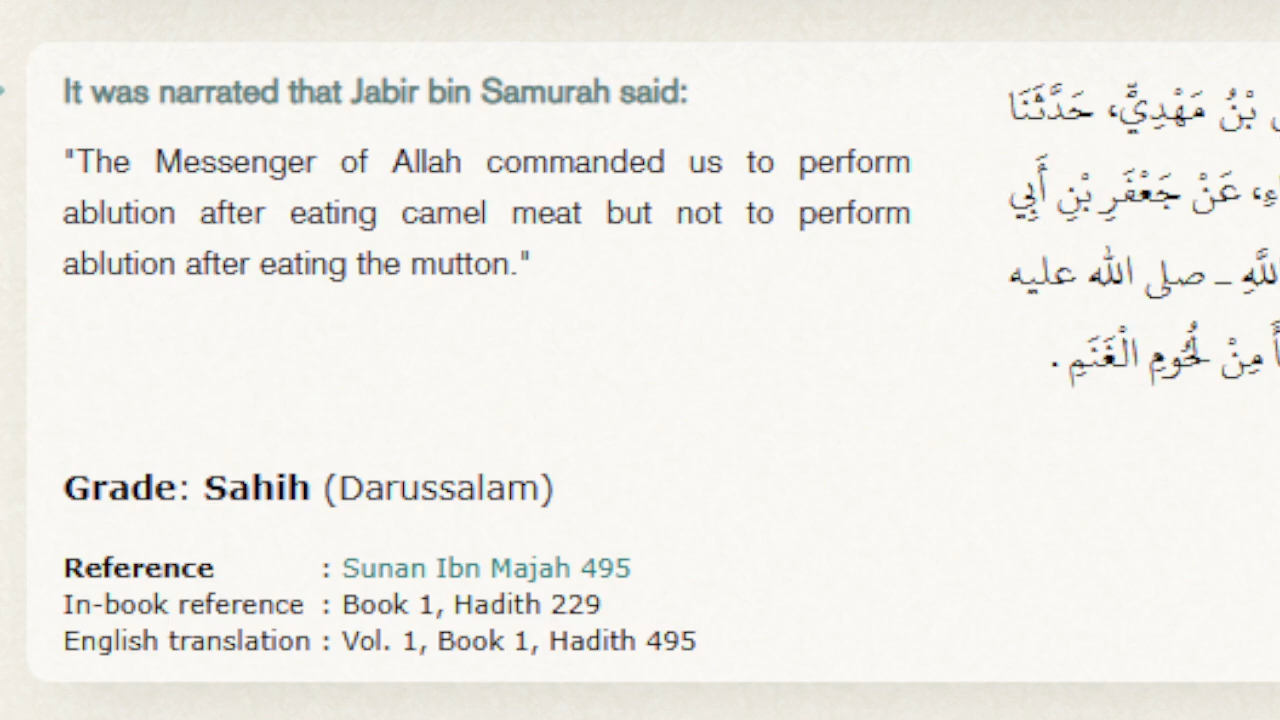 It was narrated that Jabir bin Samurah said:
"The Messenger of Allah commanded us to perform
ablution after eating camel meat but not to perform
ablution after eating the mutton."
بْنُ مَهْدِيٍّ، حَدَّثَنَا
عَنْ جَعْفَرِ بْنِ أَبِي
ـ صلى الله عليه
مِنْ لُحُومِ الْغَنَمِ .
Grade: Sahih (Darussalam)
Reference : Sunan Ibn Majah 495
In-book reference : Book 1, Hadith 229
English translation : Vol. 1, Book 1, Hadith 495